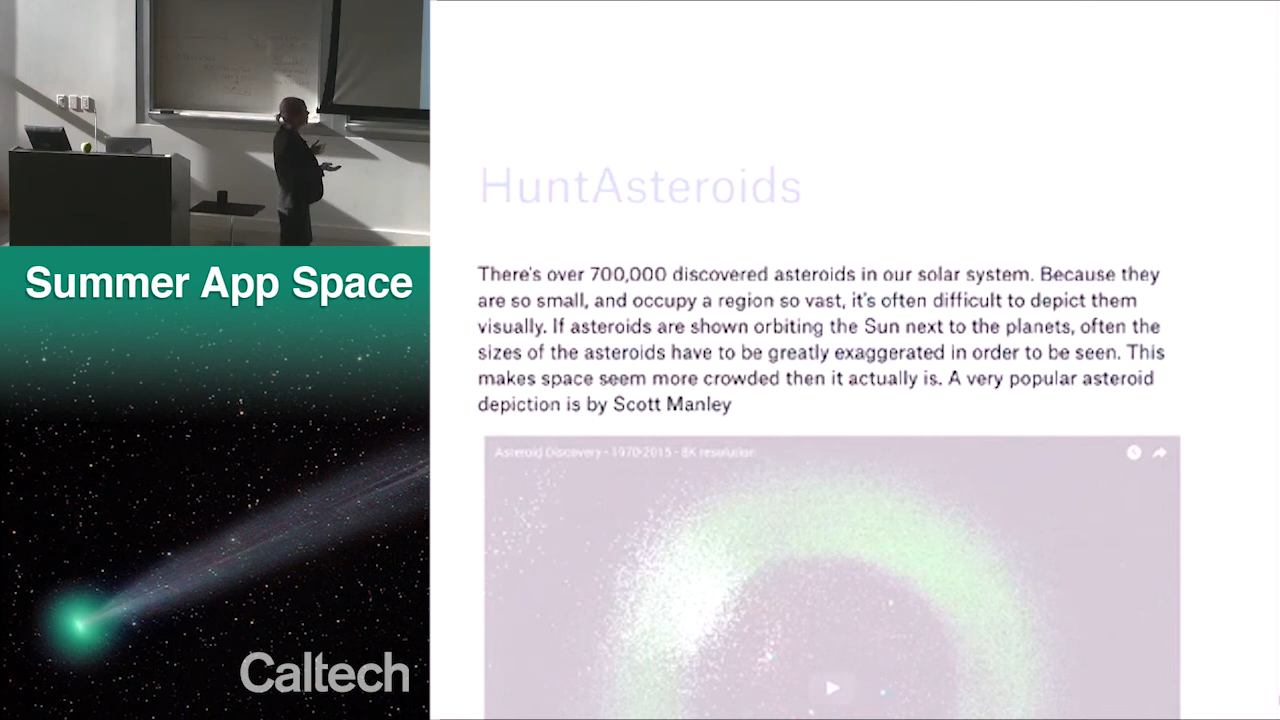 Summer App Space
Caltech
HuntAsteroids
There's over 700,000 discovered asteroids in our solar system. Because they
are so small, and occupy a region so vast, it's often difficult to depict them
visually. If asteroids are shown orbiting the Sun next to the planets, often the
sizes of the asteroids have to be greatly exaggerated in order to be seen. This
makes space seem more crowded then it actually is. A very popular asteroid
depiction is by Scott Manley
Asteroid Discovery - 1970-2015 - 8K resolution